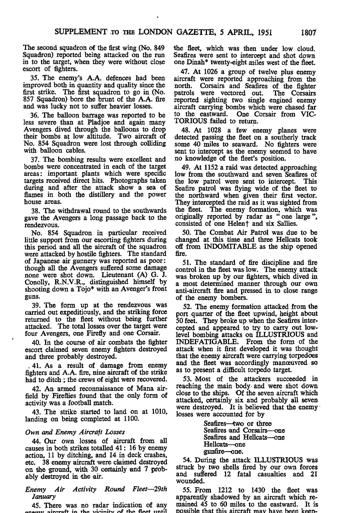 SUPPLEMENT TO THE LONDON GAZETTE, 5 APRIL, 1951
1807
The second squadron of the first wing (No. 849
Squadron) reported being attacked on the run
in to the target, when they were without close
escort of fighters.
35. The enemy's A.A. defences had been
improved both in quantity and quality since the
first strike. The first squadron to go in (No.
857 Squadron) bore the brunt of the A.A. fire
and was lucky not to suffer heavier losses.
36. The balloon barrage was reported to be
less severe than at Pladjoe and again many
Avengers dived through the balloons to drop
their bombs at low altitude. Two aircraft of
No. 854 Squadron were lost through colliding
with balloon cables.
37. The bombing results were excellent and
bombs were concentrated in each of the target
areas: important plants which were specific
targets received direct hits. Photographs taken
during and after the attack show a sea of
flames in both the distillery and the power
house areas.
38. The withdrawal round to the southwards
gave the Avengers a long passage back to the
rendezvous.
No. 854 Squadron in particular received
little support from our escorting fighters during
this period and all the aircraft of the squadron
were attacked by hostile fighters. The standard
of Japanese air gunnery was reported as poor:
though all the Avengers suffered some damage
none were shot down. Lieutenant (A) G. J.
Conolly, R.N.V.R., distinguished himself by
shooting down a Tojo* with an Avenger's front
guns.
39. The form up at the rendezvous was
carried out expeditiously, and the striking force
returned to the fleet without being further
attacked. The total losses over the target were
four Avengers, one Firefly and one Corsair.
40. In the course of air combats the fighter
escort claimed seven enemy fighters destroyed
and three probably destroyed.
41. As a result of damage from enemy
fighters and A.A. fire, nine aircraft of the strike
had to ditch; the crews of eight were recovered.
42. An armed reconnaissance of Mana air-
field by Fireflies found that the only form of
activity was a football match.
43. The strike started to land on at 1010,
landing on being completed at 1100.
Own and Enemy Aircraft Losses
44. Our own losses of aircraft from all
causes in both strikes totalled 41: 16 by enemy
action, 11 by ditching, and 14 in deck crashes,
etc. 38 enemy aircraft were claimed destroyed
on the ground, with 30 certainly and 7 prob-
ably destroyed in the air.
Enemy Air Activity Round Fleet—29th
January
45. There was no radar indication of any
enemy aircraft in the vicinity of the fleet until
the fleet, which was then under low cloud.
Seafires were sent to intercept and shot down
one Dinah* twenty-eight miles west of the fleet.
47. At 1026 a group of twelve plus enemy
aircraft were reported approaching from the
north. Corsairs and Seafires of the fighter
patrols were vectored out. The Corsairs
reported sighting two single engined enemy
aircraft carrying bombs which were chased far
to the eastward. One Corsair from VIC-
TORIOUS failed to return.
48. At 1028 a few enemy planes were
detected passing the fleet on a southerly track
some 40 miles to seaward. No fighters were
sent to intercept as the enemy seemed to have
no knowledge of the fleet's position.
49. At 1152 a raid was detected approaching
low from the southward and seven Seafires of
the low patrol were sent to intercept. This
Seafire patrol was flying wide of the fleet to
the northward when given their first vector.
They intercepted the raid as it was sighted from
the fleet. The enemy formation, which was
originally reported by radar as "one large",
consisted of one Helen† and six Sallies.
50. The Combat Air Patrol was due to be
changed at this time and three Hellcats took
off from INDOMITABLE as the ships opened
fire.
51. The standard of fire discipline and fire
control in the fleet was low. The enemy attack
was broken up by our fighters, which dived in
a most determined manner through our own
anti-aircraft fire and pressed in to close range
of the enemy bombers.
52. The enemy formation attacked from the
port quarter of the fleet upwind, height about
50 feet. They broke up when the Seafires inter-
cepted and appeared to try to carry out low-
level bombing attacks on ILLUSTRIOUS and
INDEFATIGABLE. From the form of the
attack when it first developed it was thought
that the enemy aircraft were carrying torpedoes
and the fleet was accordingly manœuvred so
as to present a difficult torpedo target.
53. Most of the attackers succeeded in
reaching the main body and were shot down
close to the ships. Of the seven aircraft which
attacked, certainly six and probably all seven
were destroyed. It is believed that the enemy
losses were accounted for by
Seafires—two or three
Seafires and Corsairs—one
Seafires and Hellcats—one
Hellcats—one
gunfire—one.
54. During the attack ILLUSTRIOUS was
struck by two shells fired by our own forces
and suffered 12 fatal casualties and 21
wounded.
55. From 1212 to 1430 the fleet was
apparently shadowed by an aircraft which re-
mained 45 to 60 miles to the eastward. It is
possible that this aircraft may have been keep-